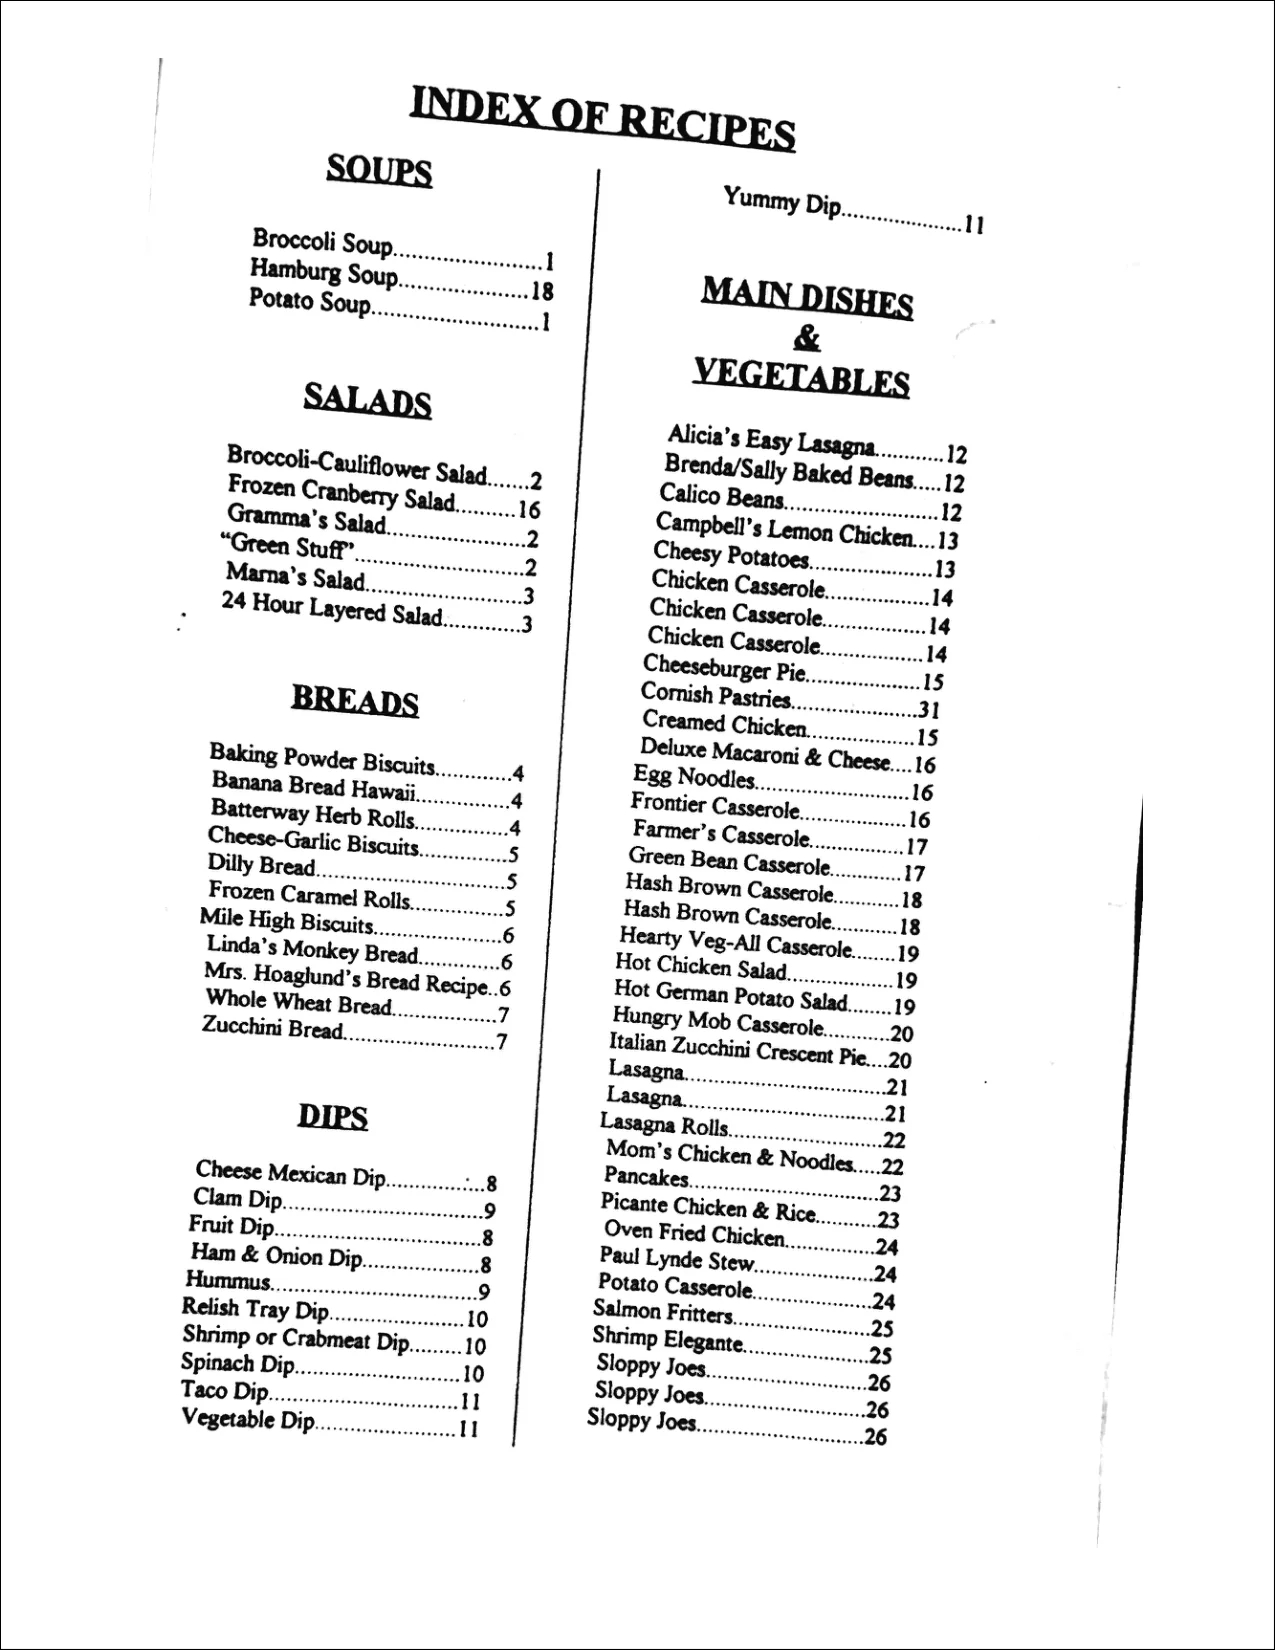 INDEX OF RECIPES
SOUPS
Broccoli Soup........................1
Hamburg Soup.....................18
Potato Soup...........................1
SALADS
Broccoli-Cauliflower Salad.......2
Frozen Cranberry Salad..........16
Gramma's Salad.......................2
“Green Stuff”............................2
Marna's Salad..........................3
24 Hour Layered Salad.............3
BREADS
Baking Powder Biscuits.............4
Banana Bread Hawaii................4
Batterway Herb Rolls................4
Cheese-Garlic Biscuits...............5
Dilly Bread................................5
Frozen Caramel Rolls................5
Mile High Biscuits.....................6
Linda's Monkey Bread..............6
Mrs. Hoaglund's Bread Recipe..6
Whole Wheat Bread..................7
Zucchini Bread.........................7
DIPS
Cheese Mexican Dip................8
Clam Dip..................................9
Fruit Dip...................................8
Ham & Onion Dip....................8
Hummus...................................9
Relish Tray Dip.......................10
Shrimp or Crabmeat Dip.........10
Spinach Dip............................10
Taco Dip................................11
Vegetable Dip........................11
Yummy Dip.....................11
MAIN DISHES
&
VEGETABLES
Alicia's Easy Lasagna............12
Brenda/Sally Baked Beans.....12
Calico Beans..........................12
Campbell's Lemon Chicken....13
Cheesy Potatoes.....................13
Chicken Casserole..................14
Chicken Casserole..................14
Chicken Casserole..................14
Cheeseburger Pie....................15
Cornish Pastries......................31
Creamed Chicken...................15
Deluxe Macaroni & Cheese....16
Egg Noodles...........................16
Frontier Casserole...................16
Farmer's Casserole.................17
Green Bean Casserole............17
Hash Brown Casserole...........18
Hash Brown Casserole...........18
Hearty Veg-All Casserole........19
Hot Chicken Salad..................19
Hot German Potato Salad........19
Hungry Mob Casserole...........20
Italian Zucchini Crescent Pie....20
Lasagna..................................21
Lasagna..................................21
Lasagna Rolls..........................22
Mom's Chicken & Noodles.....22
Pancakes................................23
Picante Chicken & Rice...........23
Oven Fried Chicken................24
Paul Lynde Stew.....................24
Potato Casserole.....................24
Salmon Fritters........................25
Shrimp Elegante......................25
Sloppy Joes............................26
Sloppy Joes............................26
Sloppy Joes............................26